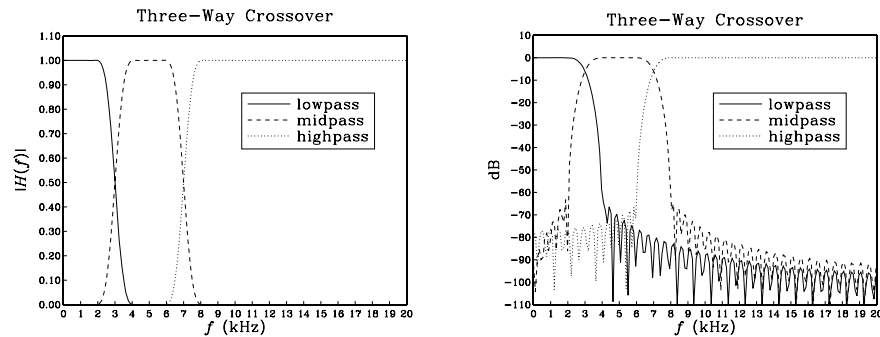 Three-Way Crossover
1.10
1.00
0.90
0.80
0.70
0.60
0.50
0.40
0.30
0.20
0.10
0.00
|H(f)|
lowpass
midpass
highpass
0 1 2 3 4 5 6 7 8 9 10 11 12 13 14 15 16 17 18 19 20
f (kHz)
Three-Way Crossover
10
0
−10
−20
−30
−40
−50
−60
−70
−80
−90
−100
−110
dB
lowpass
midpass
highpass
0 1 2 3 4 5 6 7 8 9 10 11 12 13 14 15 16 17 18 19 20
f (kHz)